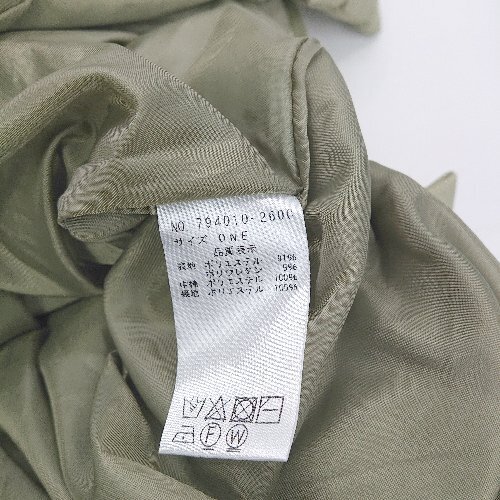 NO. 794010-2600
サイズ ONE
品質表示
表地 ポリエステル 91%
ポリウレタン 9%
中棉 ポリエステル 100%
裏地 ポリエステル 100%
F W